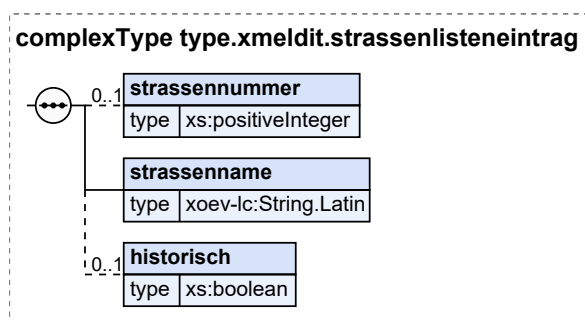 complexType type.xmeldit.strassenlisteneintrag
0..1
strassennummer
type xs:positiveInteger
strassenname
type xoev-lc:String.Latin
0..1
historisch
type xs:boolean